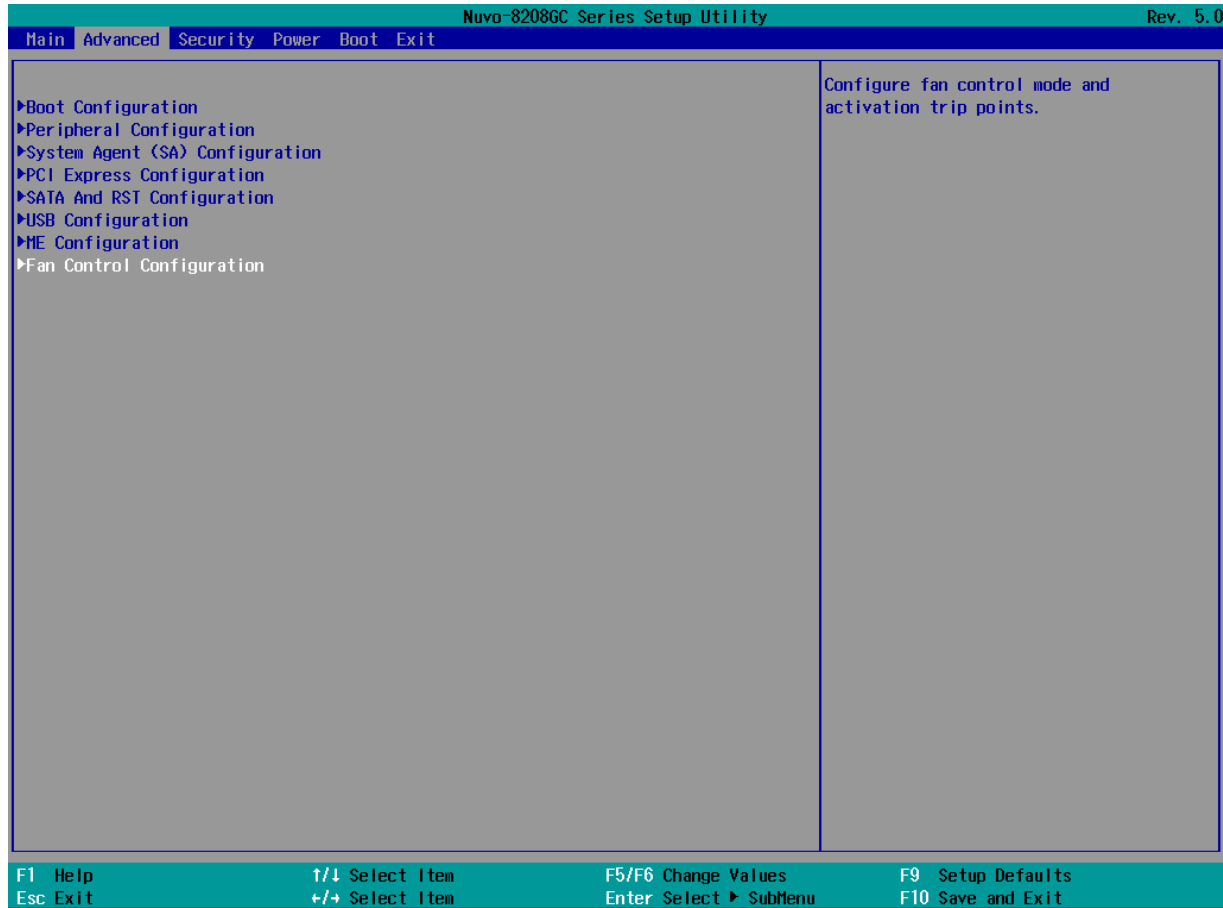 Nuvo-8208GC Series Setup Utility Rev. 5.0
Main Advanced Security Power Boot Exit
Configure fan control mode and
activation trip points.
▶Boot Configuration
▶Peripheral Configuration
▶System Agent (SA) Configuration
▶PCI Express Configuration
▶SATA And RST Configuration
▶USB Configuration
▶ME Configuration
▶Fan Control Configuration
F1 Help ↑/↓ Select Item F5/F6 Change Values F9 Setup Defaults
Esc Exit ←/→ Select Item Enter Select ▶ SubMenu F10 Save and Exit